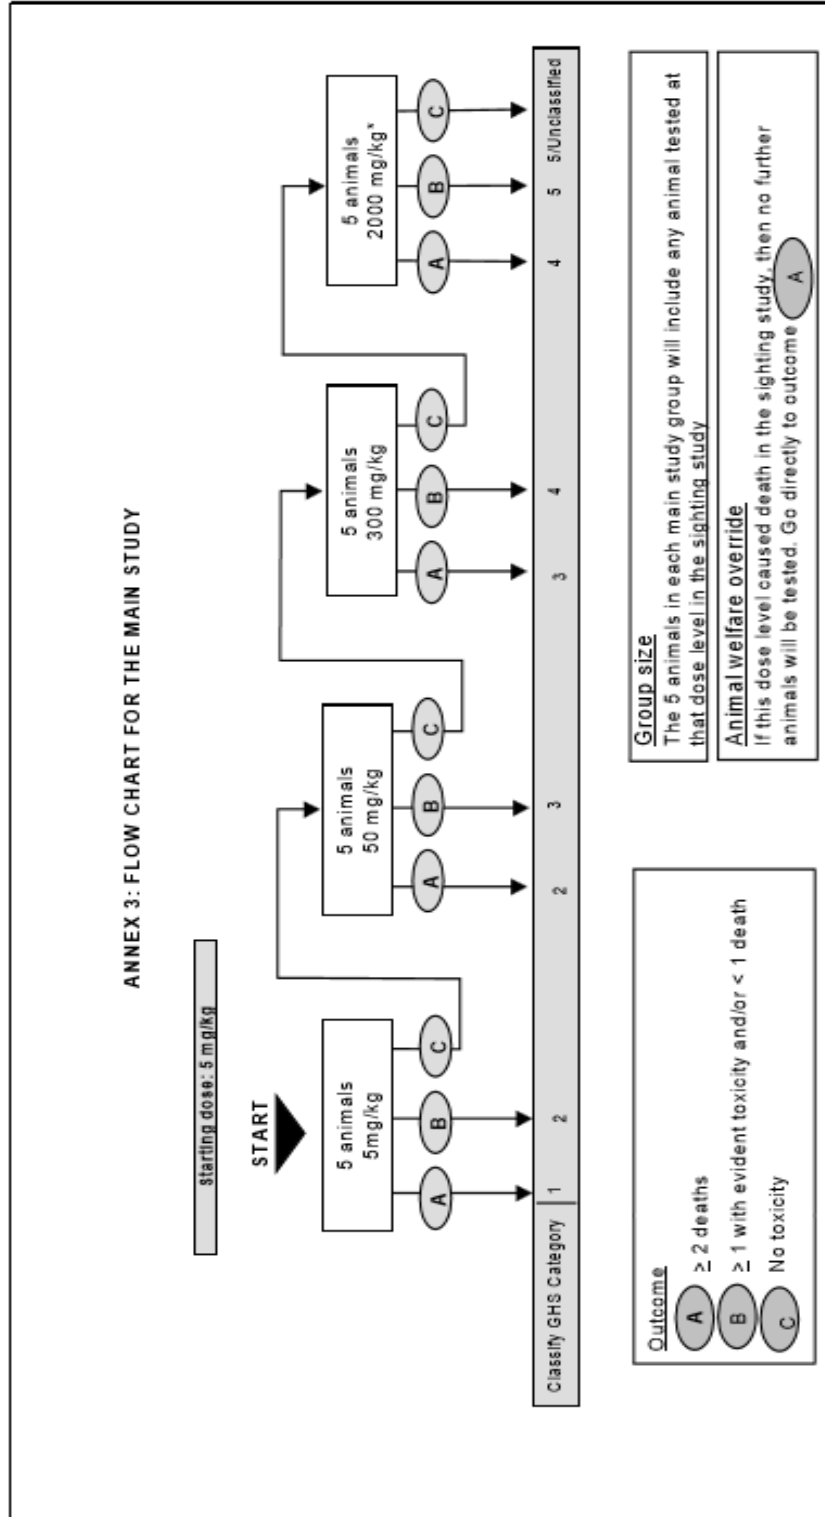 ANNEX 3: FLOW CHART FOR THE MAIN STUDY
Starting dose: 5 mg/kg
START
5 animals
5mg/kg
A
B
C
5 animals
50 mg/kg
A
B
C
5 animals
300 mg/kg
A
B
C
5 animals
2000 mg/kg*
A
B
C
Classify GHS Category
1
2
2
3
3
4
4
5
5/Unclassified
Outcome
A ≥ 2 deaths
B ≥ 1 with evident toxicity and/or < 1 death
C No toxicity
Group size
The 5 animals in each main study group will include any animal tested at
that dose level in the sighting study
Animal welfare override
If this dose level caused death in the sighting study, then no further
animals will be tested. Go directly to outcome A